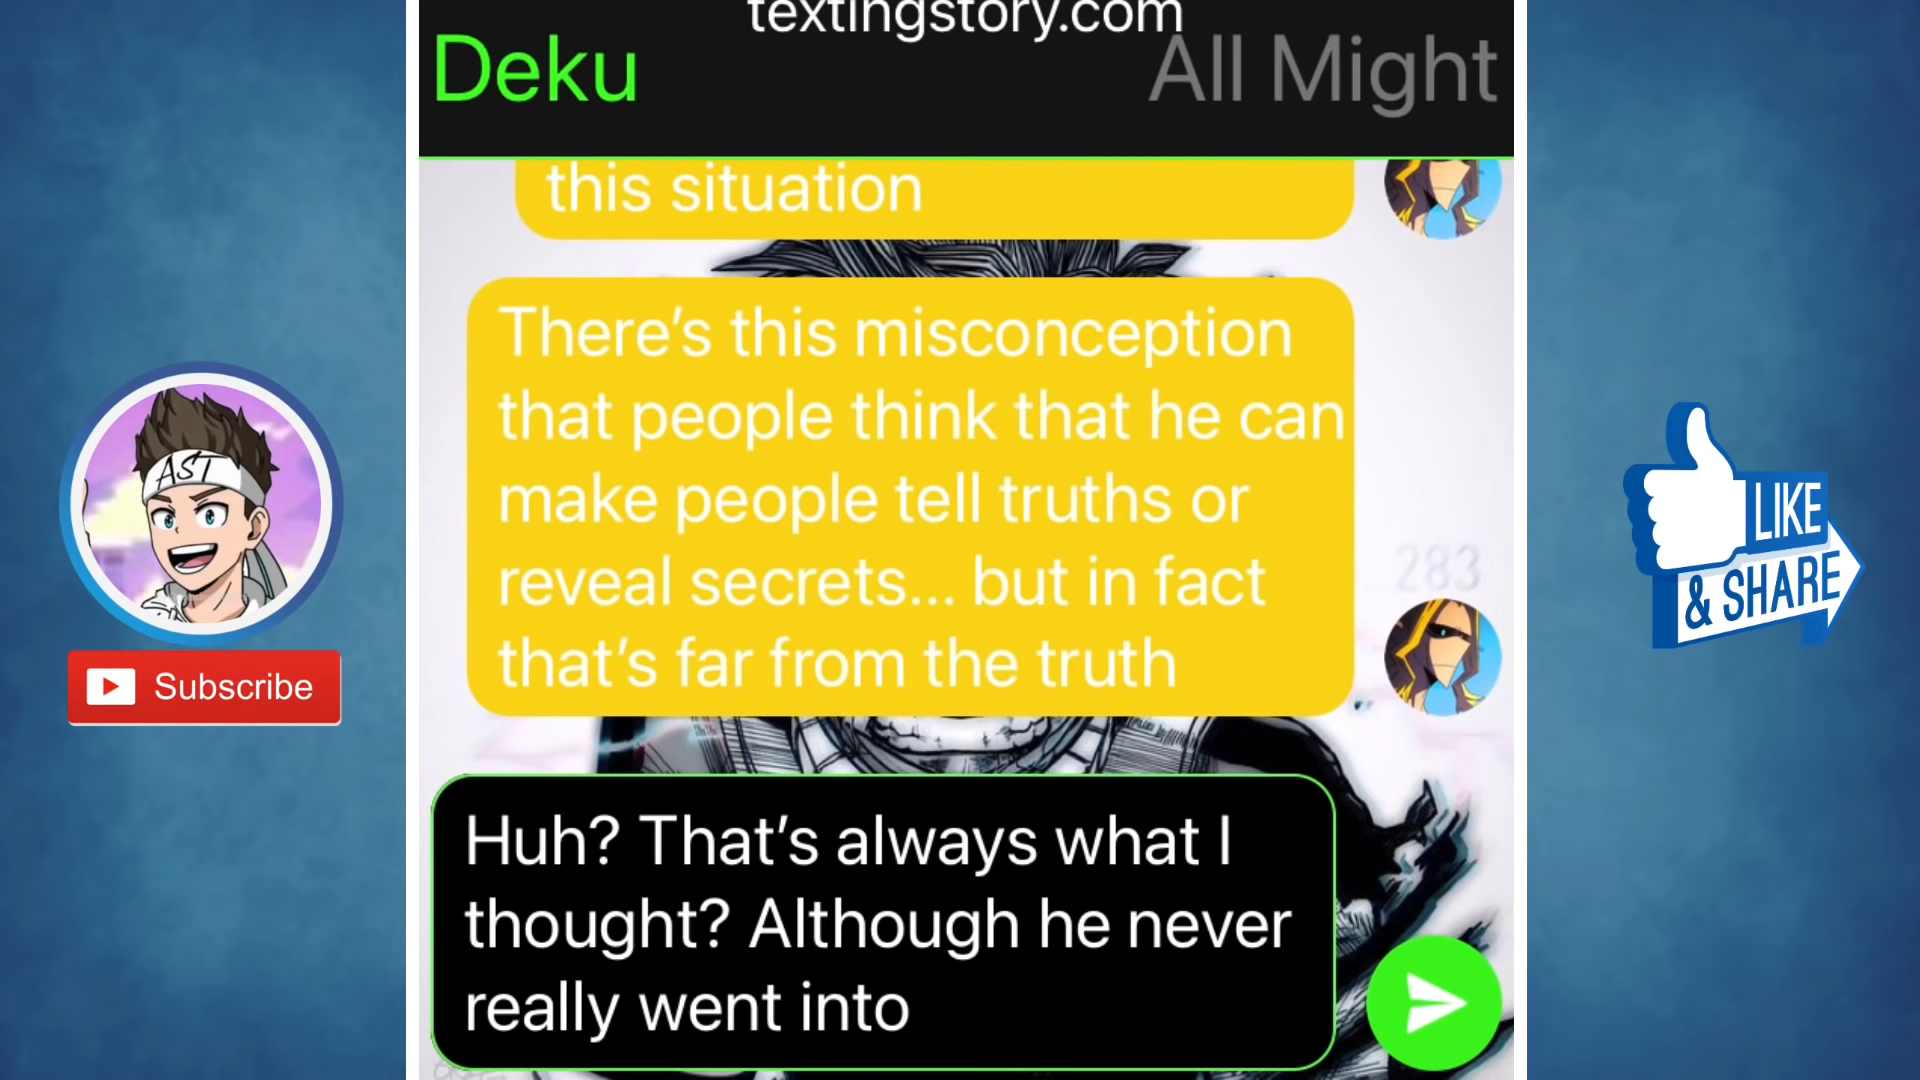 textingstory.com
Deku
All Might
this situation
There's this misconception
that people think that he can
make people tell truths or
reveal secrets... but in fact
that's far from the truth
283
Huh? That's always what I
thought? Although he never
really went into
AST
Subscribe
LIKE
& SHARE